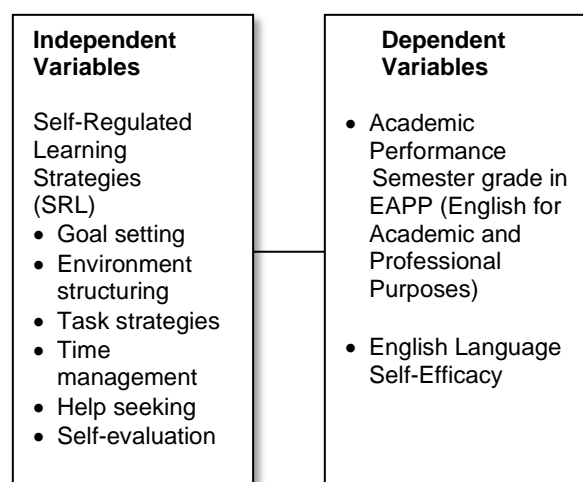 Independent
Variables
Self-Regulated
Learning
Strategies
(SRL)
• Goal setting
• Environment
structuring
• Task strategies
• Time
management
• Help seeking
• Self-evaluation
Dependent
Variables
• Academic
Performance
Semester grade in
EAPP (English for
Academic and
Professional
Purposes)
• English Language
Self-Efficacy